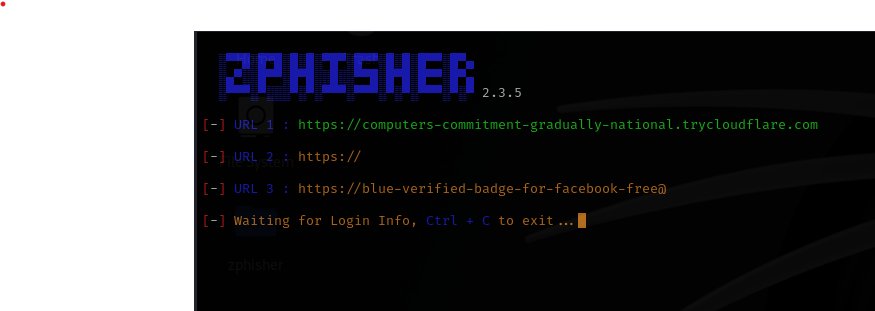 ZPHISHER 2.3.5
[-] URL 1 : https://computers-commitment-gradually-national.trycloudflare.com
[-] URL 2 : https://
[-] URL 3 : https://blue-verified-badge-for-facebook-free@
[-] Waiting for Login Info, Ctrl + C to exit...
zphisher